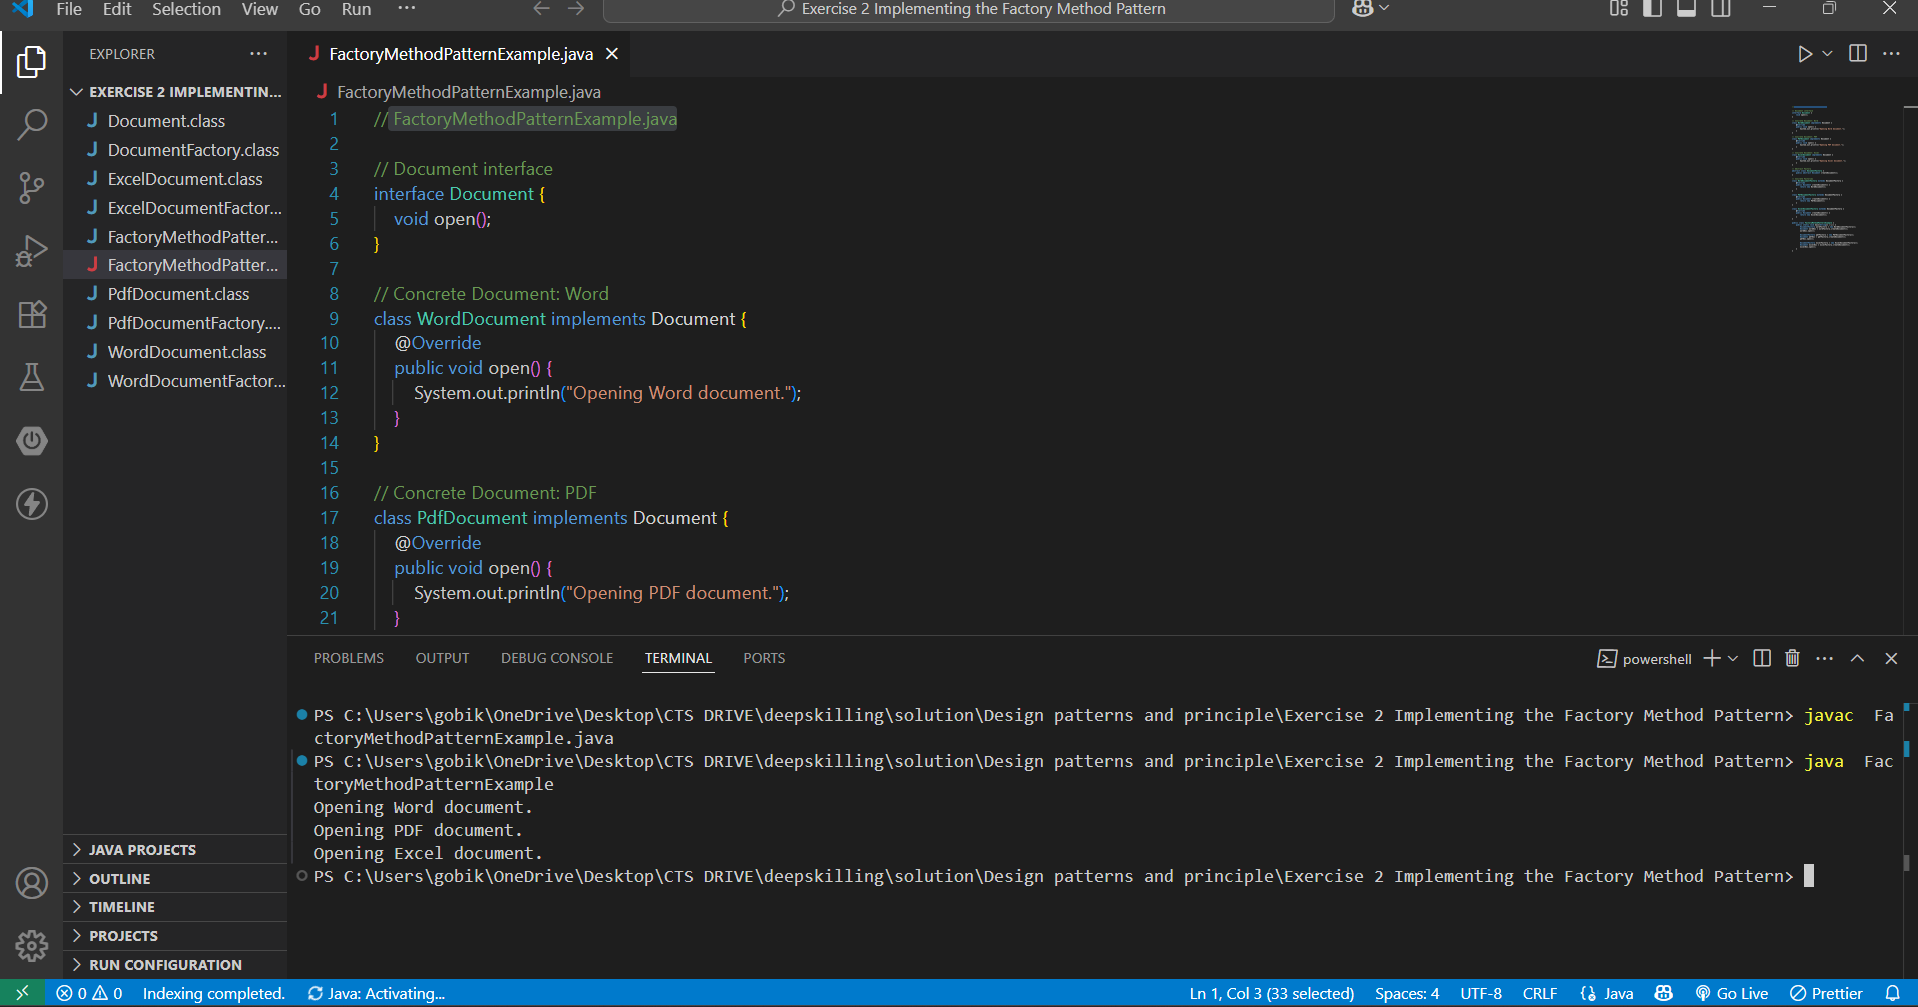 File Edit Selection View Go Run ···
Exercise 2 Implementing the Factory Method Pattern
EXPLORER
EXERCISE 2 IMPLEMENTIN...
Document.class
DocumentFactory.class
ExcelDocument.class
ExcelDocumentFactor...
FactoryMethodPatter...
FactoryMethodPatter...
PdfDocument.class
PdfDocumentFactory....
WordDocument.class
WordDocumentFactor...
JAVA PROJECTS
OUTLINE
TIMELINE
PROJECTS
RUN CONFIGURATION
FactoryMethodPatternExample.java
FactoryMethodPatternExample.java
1 // FactoryMethodPatternExample.java
2
3 // Document interface
4 interface Document {
5 void open();
6 }
7
8 // Concrete Document: Word
9 class WordDocument implements Document {
10 @Override
11 public void open() {
12 System.out.println("Opening Word document.");
13 }
14 }
15
16 // Concrete Document: PDF
17 class PdfDocument implements Document {
18 @Override
19 public void open() {
20 System.out.println("Opening PDF document.");
21 }
PROBLEMS OUTPUT DEBUG CONSOLE TERMINAL PORTS
powershell
PS C:\Users\gobik\OneDrive\Desktop\CTS DRIVE\deepskilling\solution\Design patterns and principle\Exercise 2 Implementing the Factory Method Pattern> javac  Fa
ctoryMethodPatternExample.java
PS C:\Users\gobik\OneDrive\Desktop\CTS DRIVE\deepskilling\solution\Design patterns and principle\Exercise 2 Implementing the Factory Method Pattern> java  Fac
toryMethodPatternExample
Opening Word document.
Opening PDF document.
Opening Excel document.
PS C:\Users\gobik\OneDrive\Desktop\CTS DRIVE\deepskilling\solution\Design patterns and principle\Exercise 2 Implementing the Factory Method Pattern>
0 0 Indexing completed. Java: Activating... Ln 1, Col 3 (33 selected) Spaces: 4 UTF-8 CRLF Java Go Live Prettier